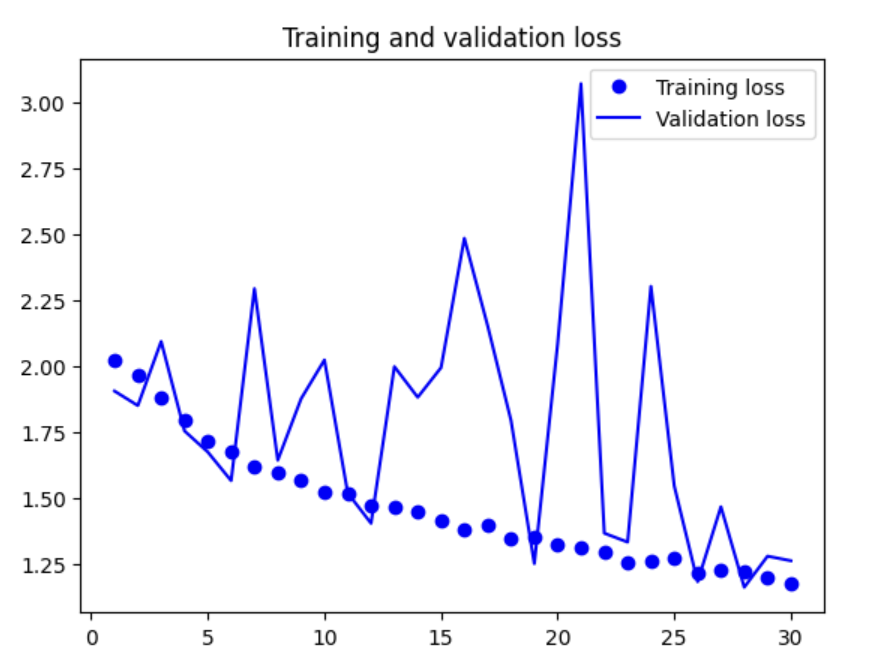 Training and validation loss
Training loss
Validation loss
3.00
2.75
2.50
2.25
2.00
1.75
1.50
1.25
0 5 10 15 20 25 30